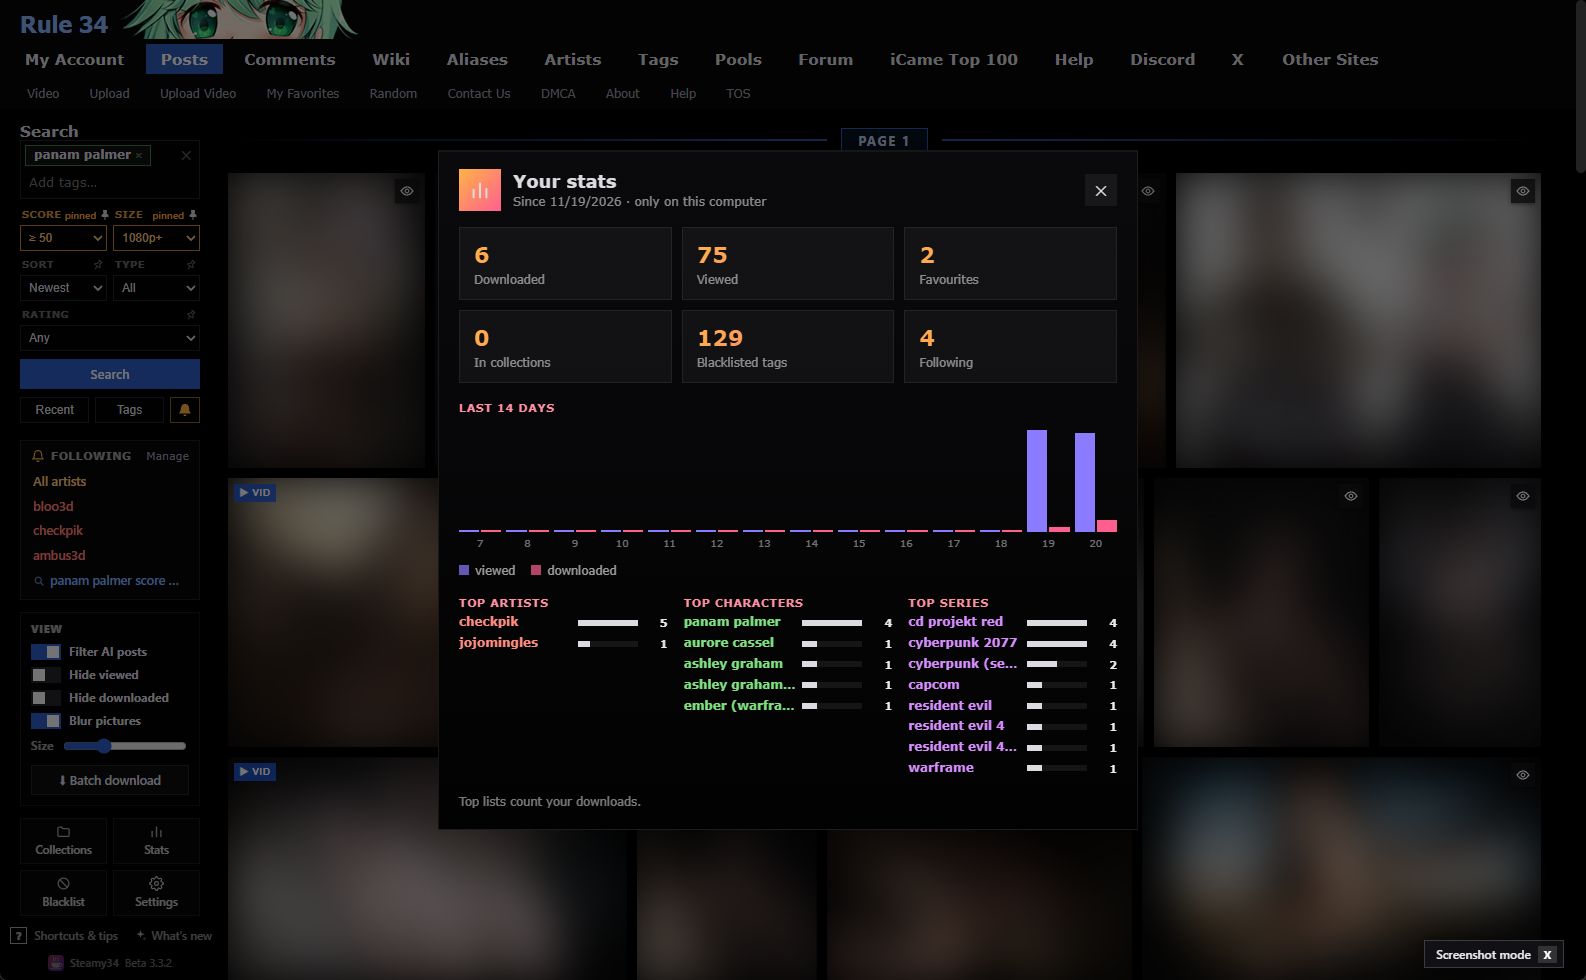 Rule 34
My Account Posts Comments Wiki Aliases Artists Tags Pools Forum iCame Top 100 Help Discord X Other Sites
Video Upload Upload Video My Favorites Random Contact Us DMCA About Help TOS
Search
panam palmer ×
Add tags...
SCORE pinned SIZE pinned
≥ 50 1080p+
SORT TYPE
Newest All
RATING
Any
Search
Recent Tags
FOLLOWING Manage
All artists
bloo3d
checkpik
ambus3d
panam palmer score ...
VIEW
Filter AI posts
Hide viewed
Hide downloaded
Blur pictures
Size
Batch download
Collections Stats
Blacklist Settings
? Shortcuts & tips What's new
Steamy34 Beta 3.3.2
PAGE 1
VID
VID
Your stats
Since 11/19/2026 · only on this computer
6
Downloaded
75
Viewed
2
Favourites
0
In collections
129
Blacklisted tags
4
Following
LAST 14 DAYS
7 8 9 10 11 12 13 14 15 16 17 18 19 20
viewed downloaded
TOP ARTISTS
checkpik 5
jojomingles 1
TOP CHARACTERS
panam palmer 4
aurore cassel 1
ashley graham 1
ashley graham... 1
ember (warfra... 1
TOP SERIES
cd projekt red 4
cyberpunk 2077 4
cyberpunk (se... 2
capcom 1
resident evil 1
resident evil 4 1
resident evil 4... 1
warframe 1
Top lists count your downloads.
Screenshot mode X